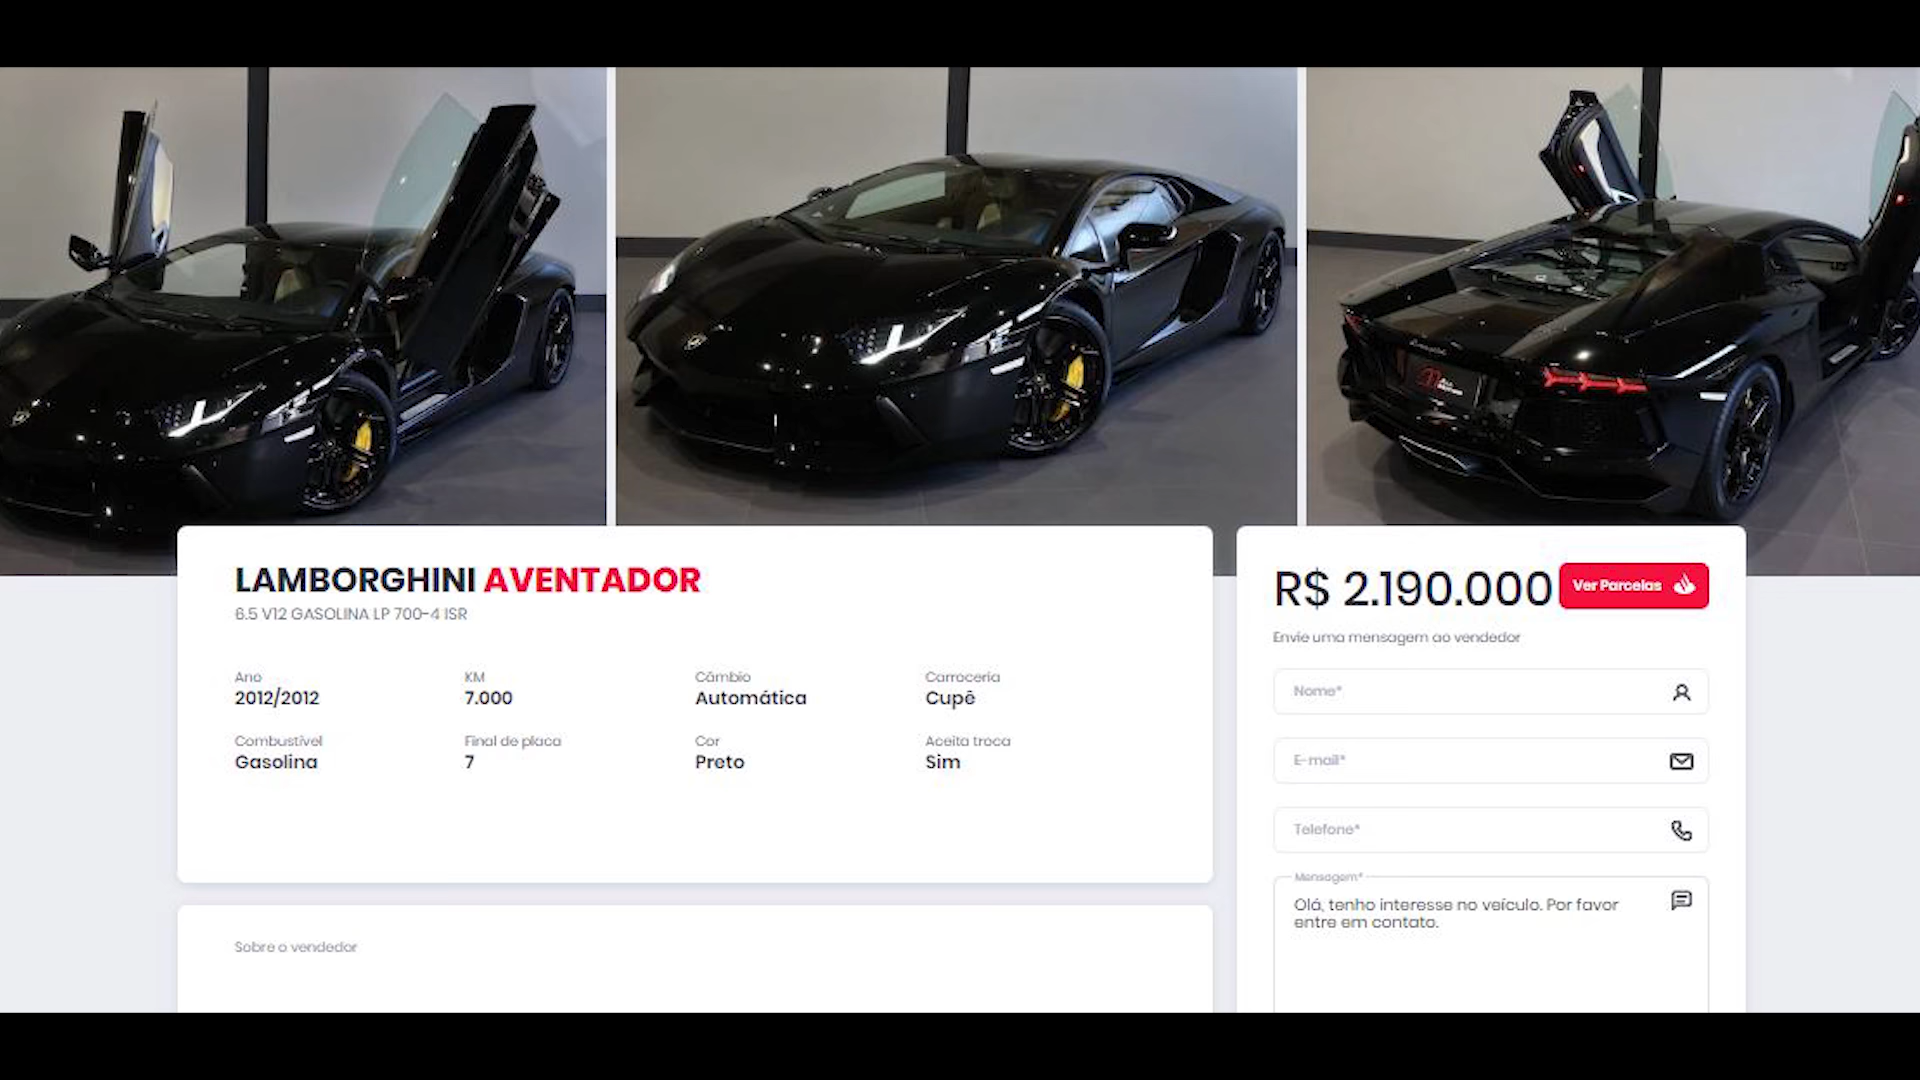 LAMBORGHINI AVENTADOR
6.5 V12 GASOLINA LP 700-4 ISR
Ano
2012/2012
KM
7.000
Câmbio
Automática
Carroceria
Cupê
Combustível
Gasolina
Final de placa
7
Cor
Preto
Aceita troca
Sim
Sobre o vendedor
R$ 2.190.000
Ver Parcelas
Envie uma mensagem ao vendedor
Nome*
E-mail*
Telefone*
Mensagem*
Olá, tenho interesse no veículo. Por favor
entre em contato.